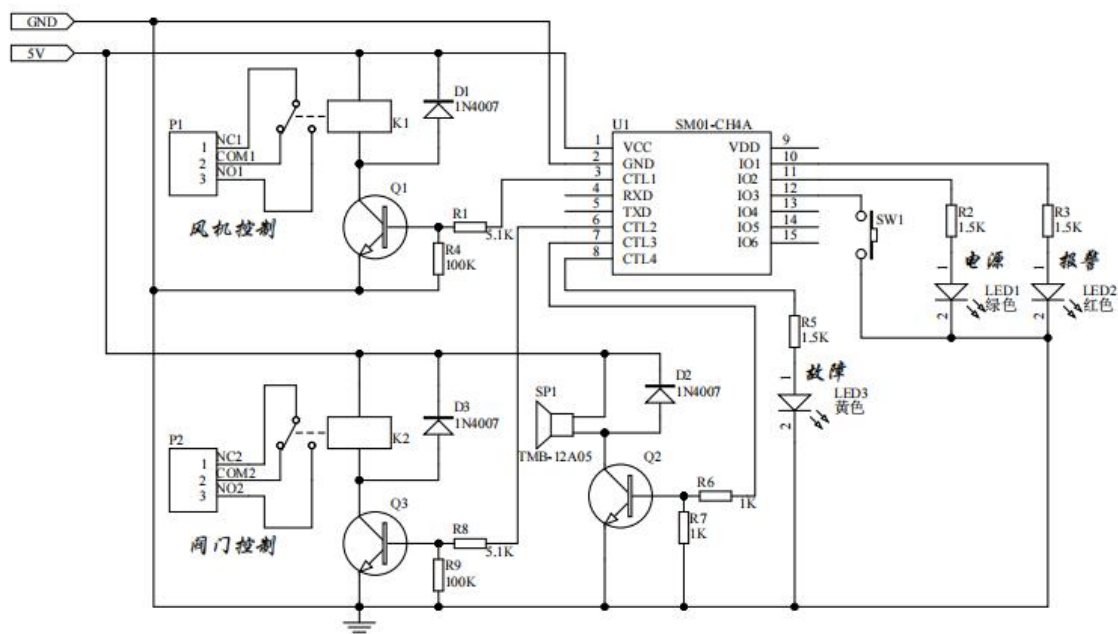 GND
5V
D1
1N4007
K1
P1
1 NC1
2 COM1
3 NO1
风机控制
Q1
R1
5.1K
R4
100K
U1 SM01-CH4A
1 VCC VDD 9
2 GND IO1 10
3 CTL1 IO2 11
4 RXD IO3 12
5 TXD IO4 13
6 CTL2 IO5 14
7 CTL3 IO6 15
8 CTL4
SW1
R2
1.5K
R3
1.5K
电源
报警
1
LED1
绿色
2
1
LED2
红色
2
R5
1.5K
故障
1
LED3
黄色
2
D3
1N4007
K2
P2
1 NC2
2 COM2
3 NO2
阀门控制
Q3
R8
5.1K
R9
100K
SP1
TMB-12A05
D2
1N4007
Q2
R6
1K
R7
1K